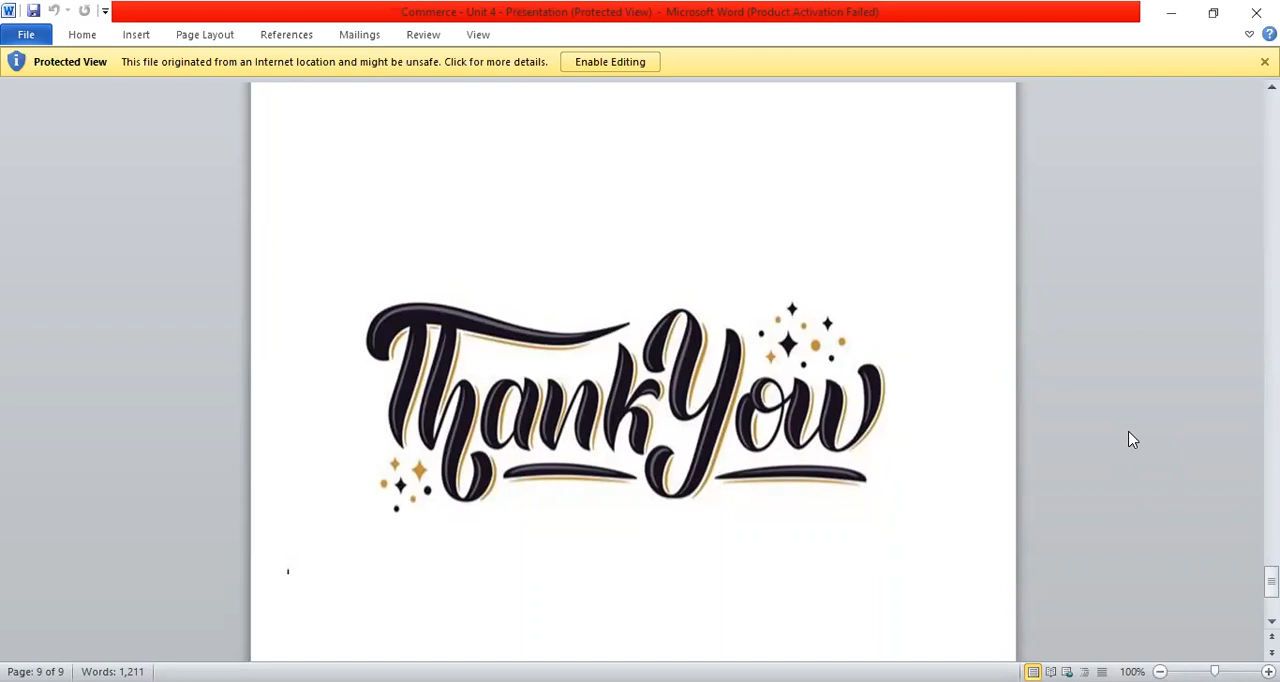 Commerce - Unit 4 - Presentation (Protected View) - Microsoft Word (Product Activation Failed)
File Home Insert Page Layout References Mailings Review View
Protected View This file originated from an Internet location and might be unsafe. Click for more details. Enable Editing
Thank You
Page: 9 of 9 Words: 1,211 100%